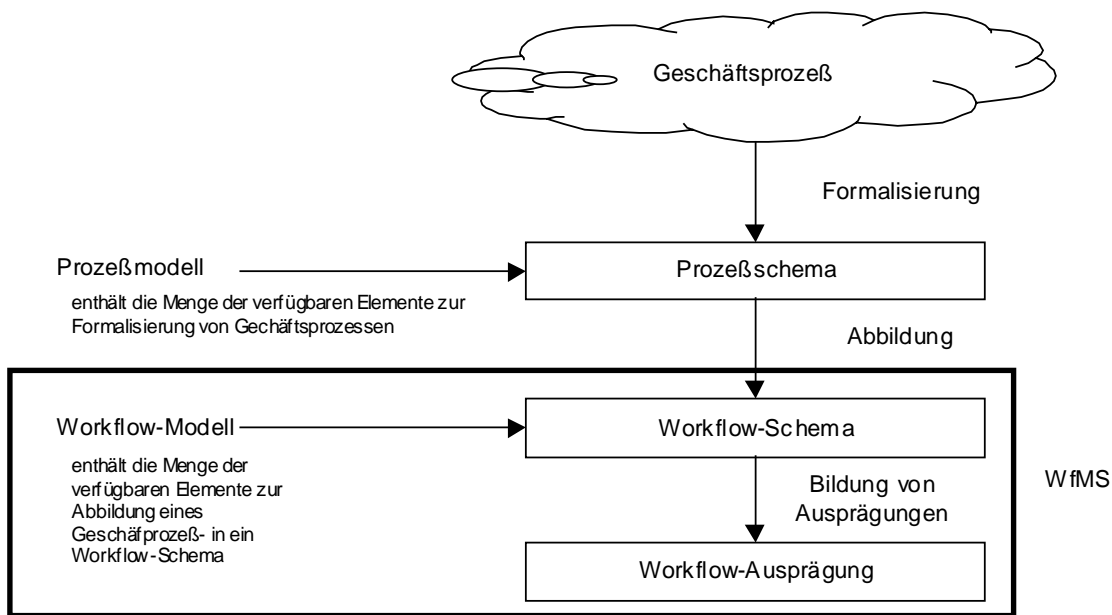 Geschäftsprozeß
Formalisierung
Prozeßmodell
Prozeßschema
enthält die Menge der verfügbaren Elemente zur
Formalisierung von Gechäftsprozessen
Abbildung
Workflow-Modell
Workflow-Schema
enthält die Menge der
verfügbaren Elemente zur
Abbildung eines
Geschäfprozeß- in ein
Workflow-Schema
Bildung von
Ausprägungen
WfMS
Workflow-Ausprägung